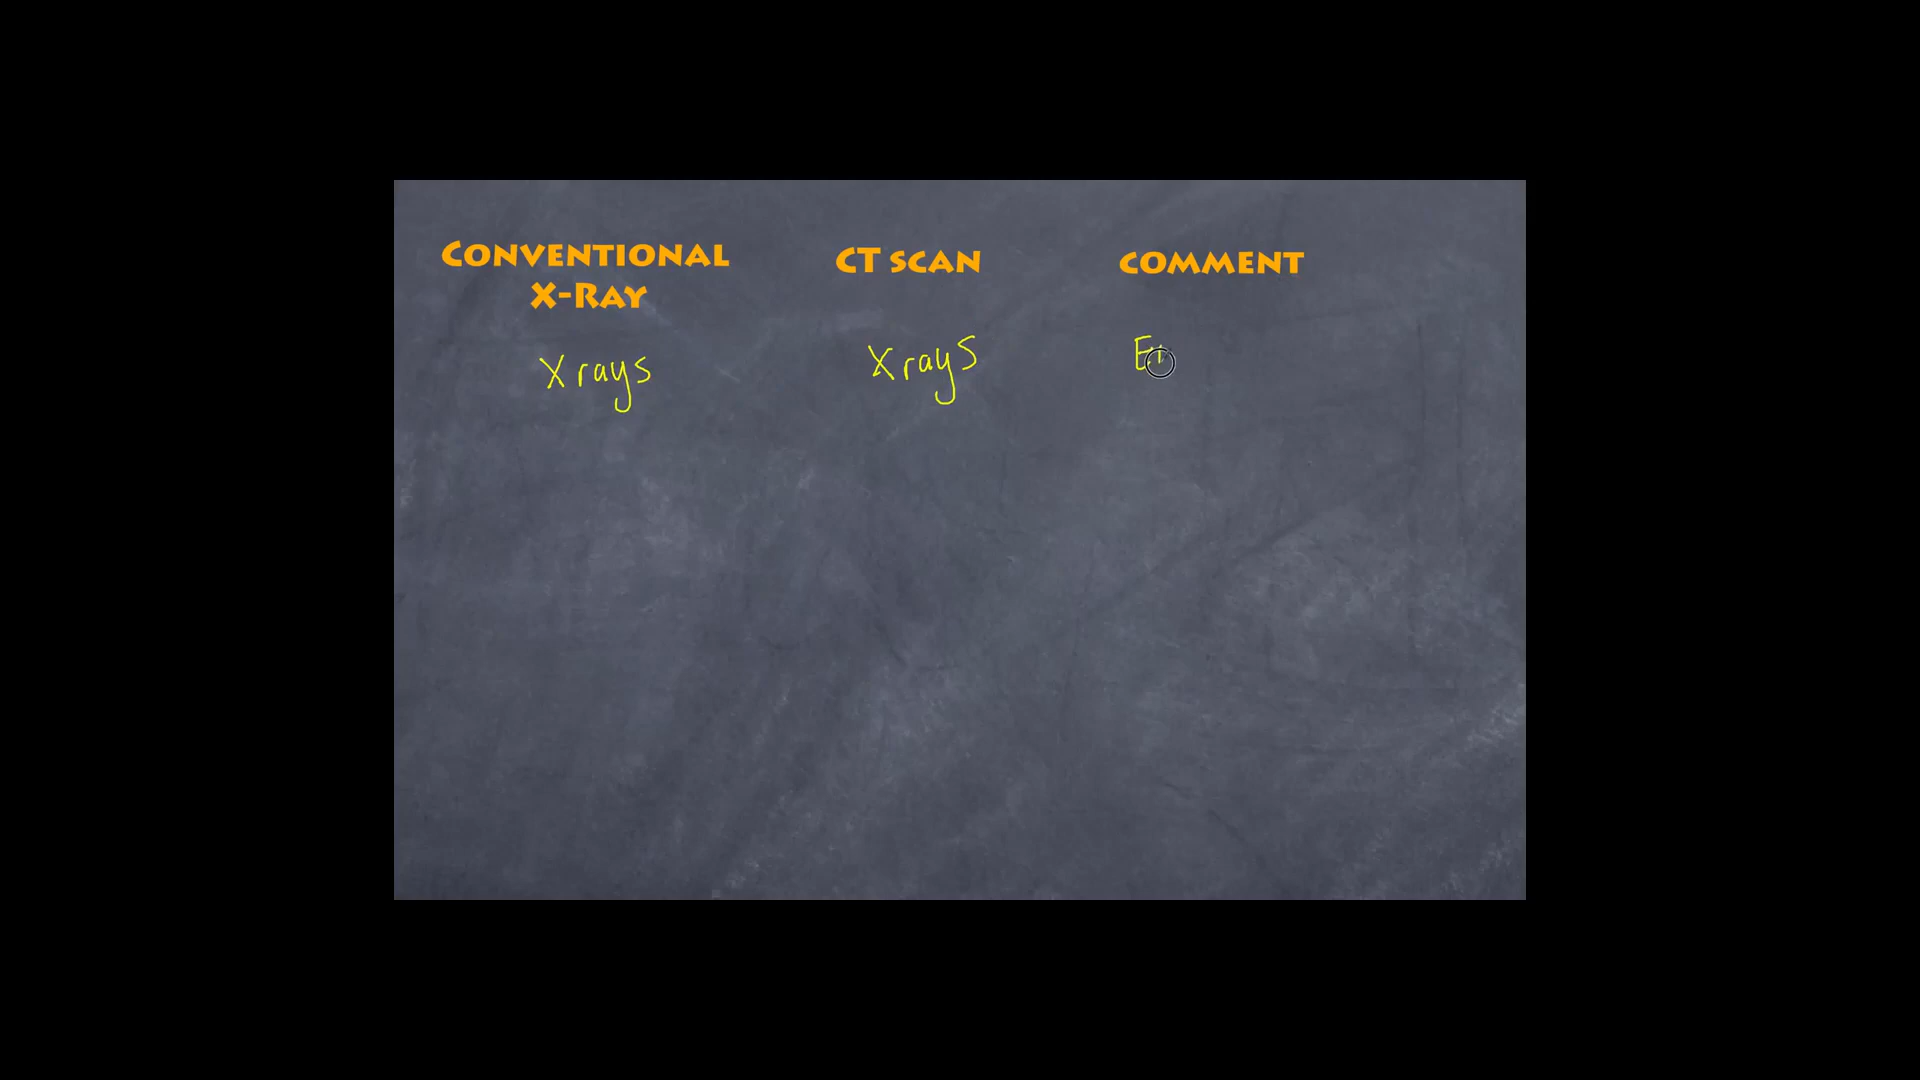 CONVENTIONAL
X-RAY
CT SCAN
COMMENT
X rays
X rays